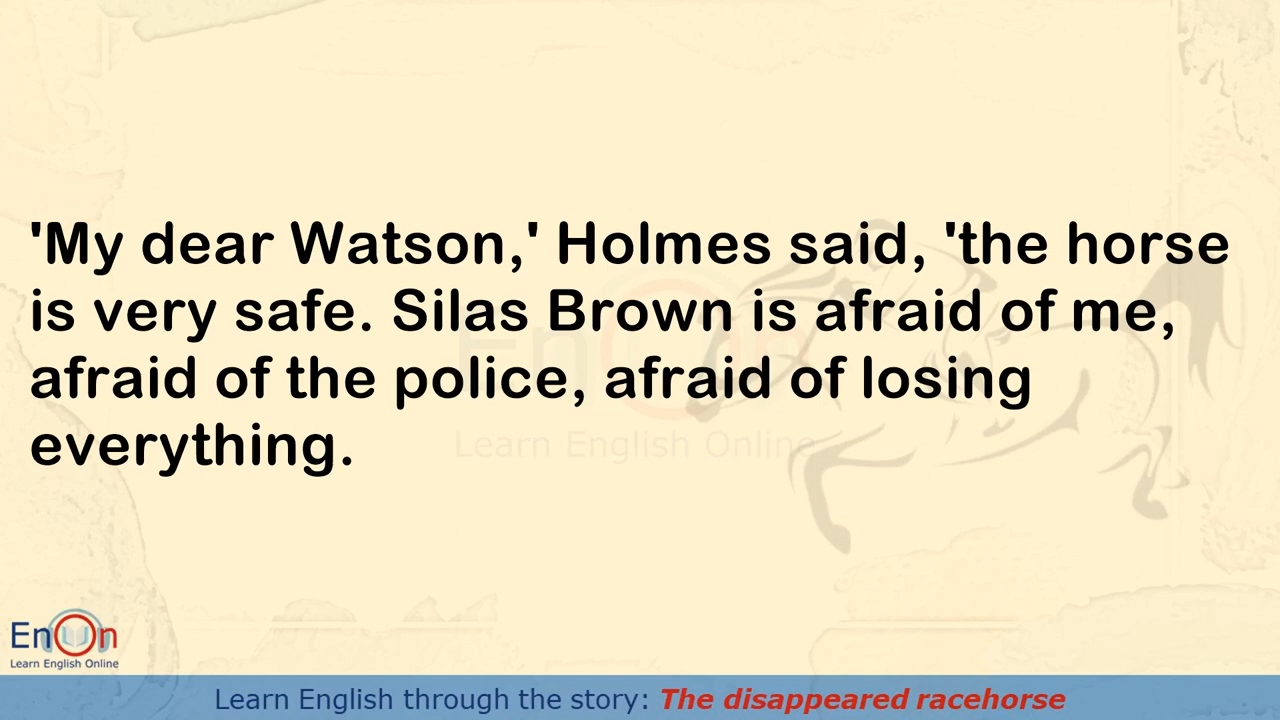 'My dear Watson,' Holmes said, 'the horse
is very safe. Silas Brown is afraid of me,
afraid of the police, afraid of losing
everything.
EnOn
Learn English Online
EnOn
Learn English Online
Learn English through the story: The disappeared racehorse